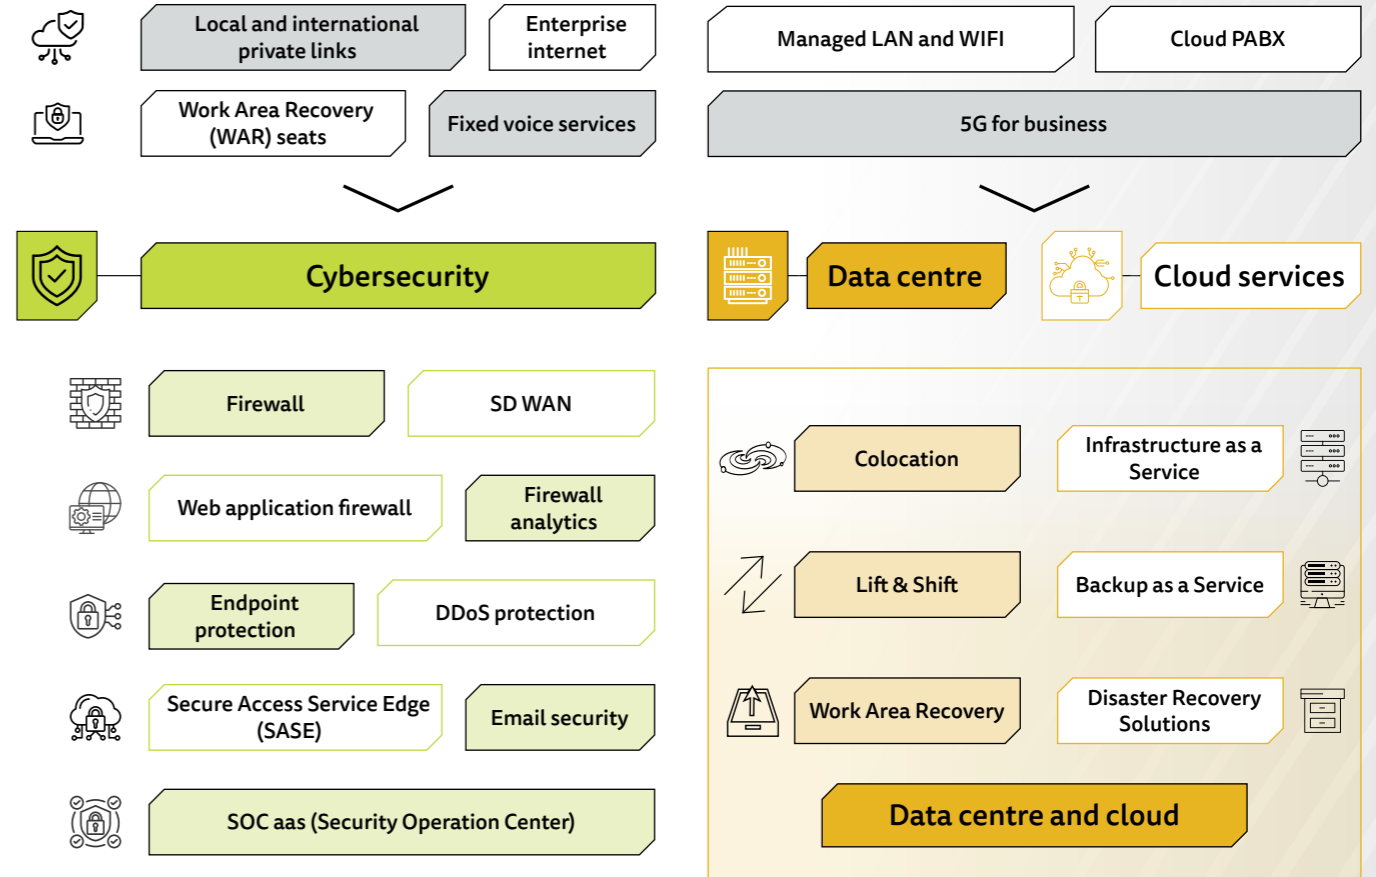 Local and international
private links
Enterprise
internet
Managed LAN and WIFI
Cloud PABX
Work Area Recovery
(WAR) seats
Fixed voice services
5G for business
Cybersecurity
Data centre
Cloud services
Firewall
SD WAN
Web application firewall
Firewall
analytics
Endpoint
protection
DDoS protection
Secure Access Service Edge
(SASE)
Email security
SOC aas (Security Operation Center)
Colocation
Infrastructure as a
Service
Lift & Shift
Backup as a Service
Work Area Recovery
Disaster Recovery
Solutions
Data centre and cloud